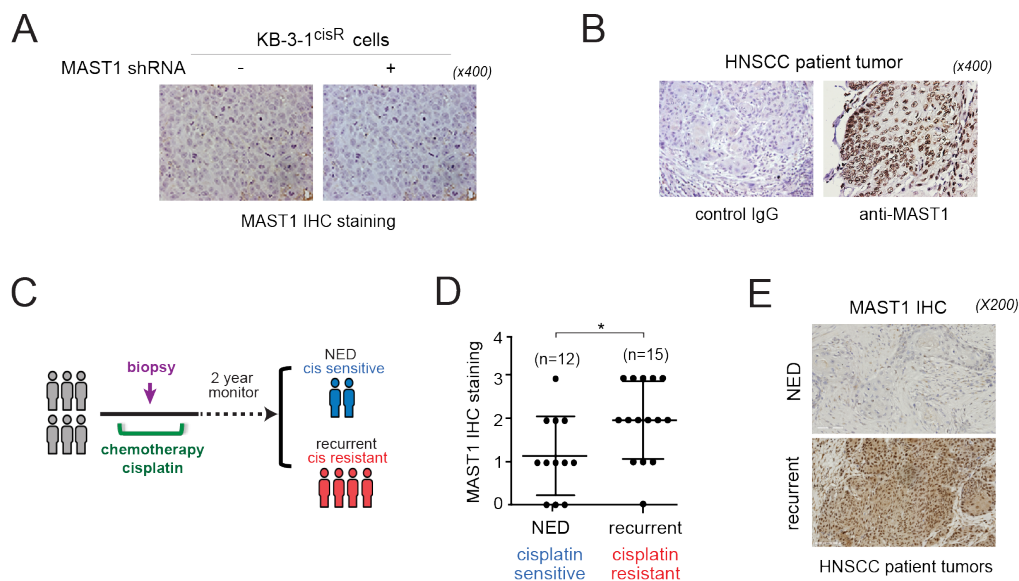 A
KB-3-1cisR cells
MAST1 shRNA - + (x400)
MAST1 IHC staining
B
HNSCC patient tumor (x400)
control IgG anti-MAST1
C
biopsy
chemotherapy
cisplatin
2 year
monitor
NED
cis sensitive
recurrent
cis resistant
D
MAST1 IHC staining
4
3
2
1
0
*
(n=12) (n=15)
NED recurrent
cisplatin
sensitive
cisplatin
resistant
E
MAST1 IHC (X200)
NED
recurrent
HNSCC patient tumors